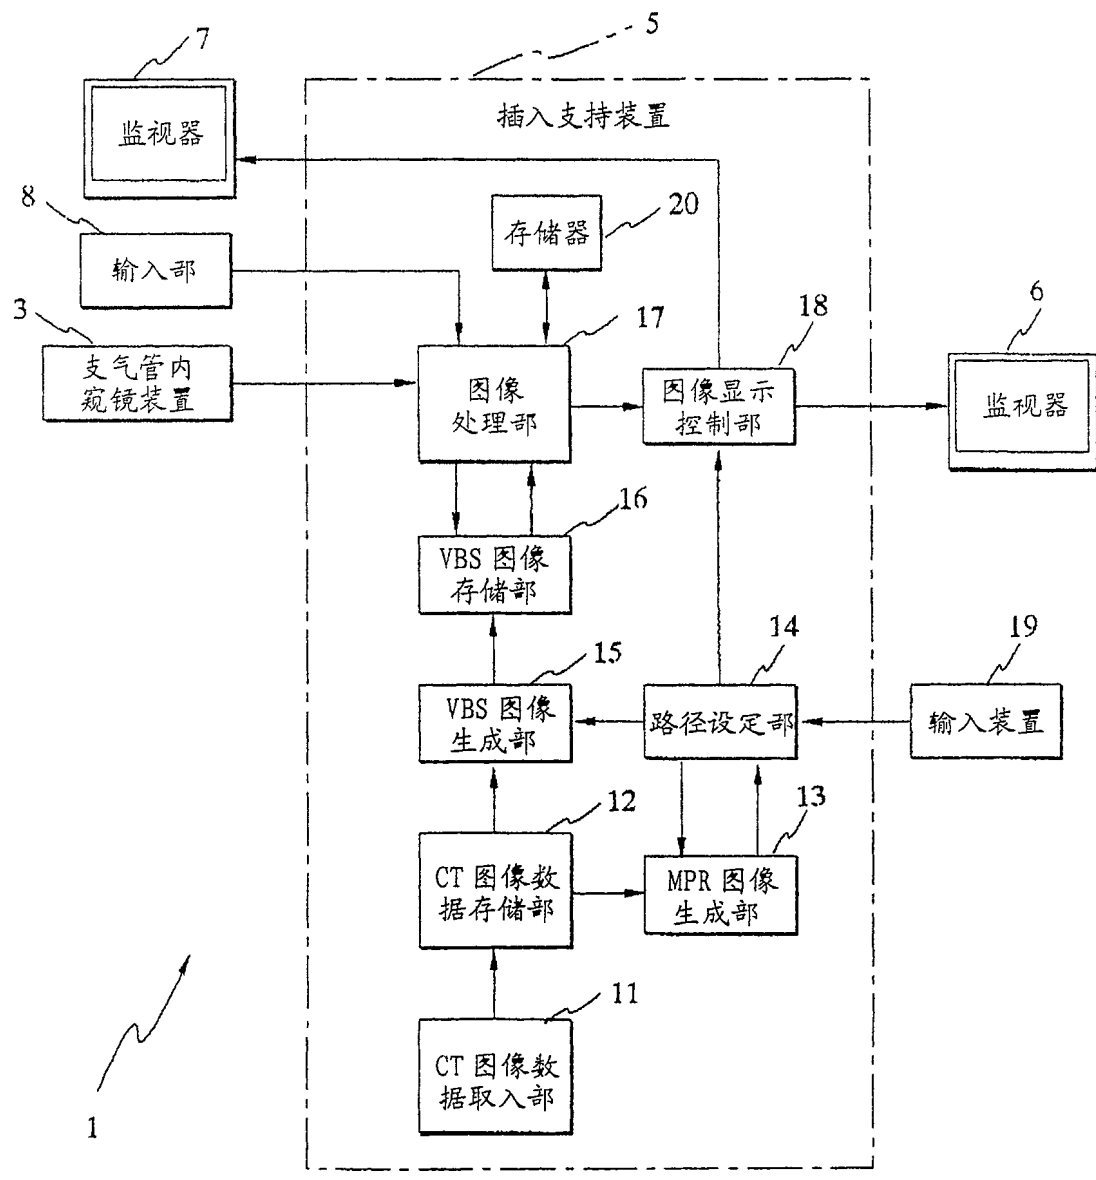 5
7
插入支持装置
监视器
8
20
存储器
输入部
3
17
18
6
支气管内
窥镜装置
图像
处理部
图像显示
控制部
监视器
16
VBS 图像
存储部
15
14
19
VBS 图像
生成部
路径设定部
输入装置
12
13
CT 图像数
据存储部
MPR 图像
生成部
11
CT 图像数
据取入部
1